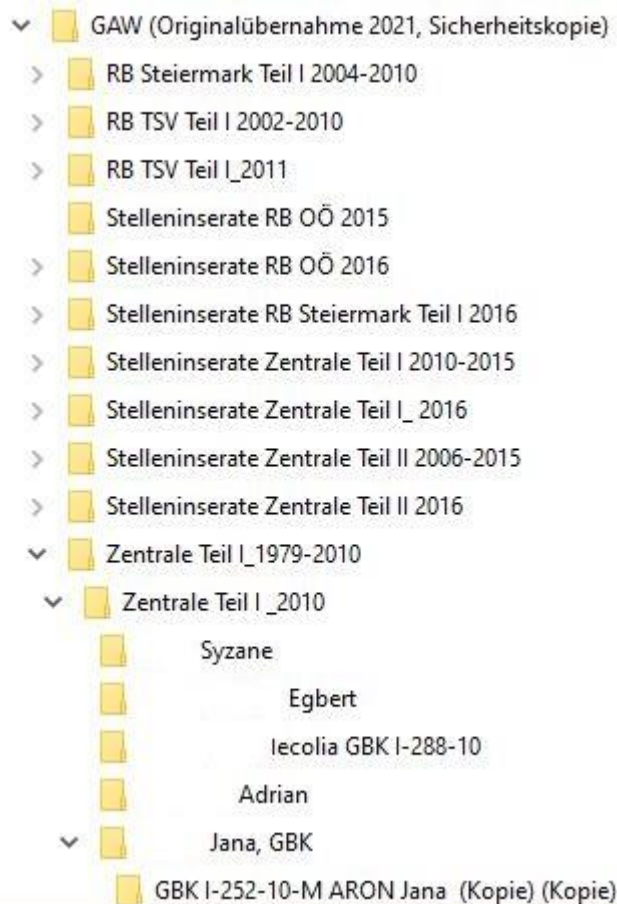 GAW (Originalübernahme 2021, Sicherheitskopie)
RB Steiermark Teil I 2004-2010
RB TSV Teil I 2002-2010
RB TSV Teil I_2011
Stelleninserate RB OÖ 2015
Stelleninserate RB OÖ 2016
Stelleninserate RB Steiermark Teil I 2016
Stelleninserate Zentrale Teil I 2010-2015
Stelleninserate Zentrale Teil I_ 2016
Stelleninserate Zentrale Teil II 2006-2015
Stelleninserate Zentrale Teil II 2016
Zentrale Teil I_1979-2010
Zentrale Teil I _2010
Syzane
Egbert
lecolia GBK I-288-10
Adrian
Jana, GBK
GBK I-252-10-M ARON Jana (Kopie) (Kopie)